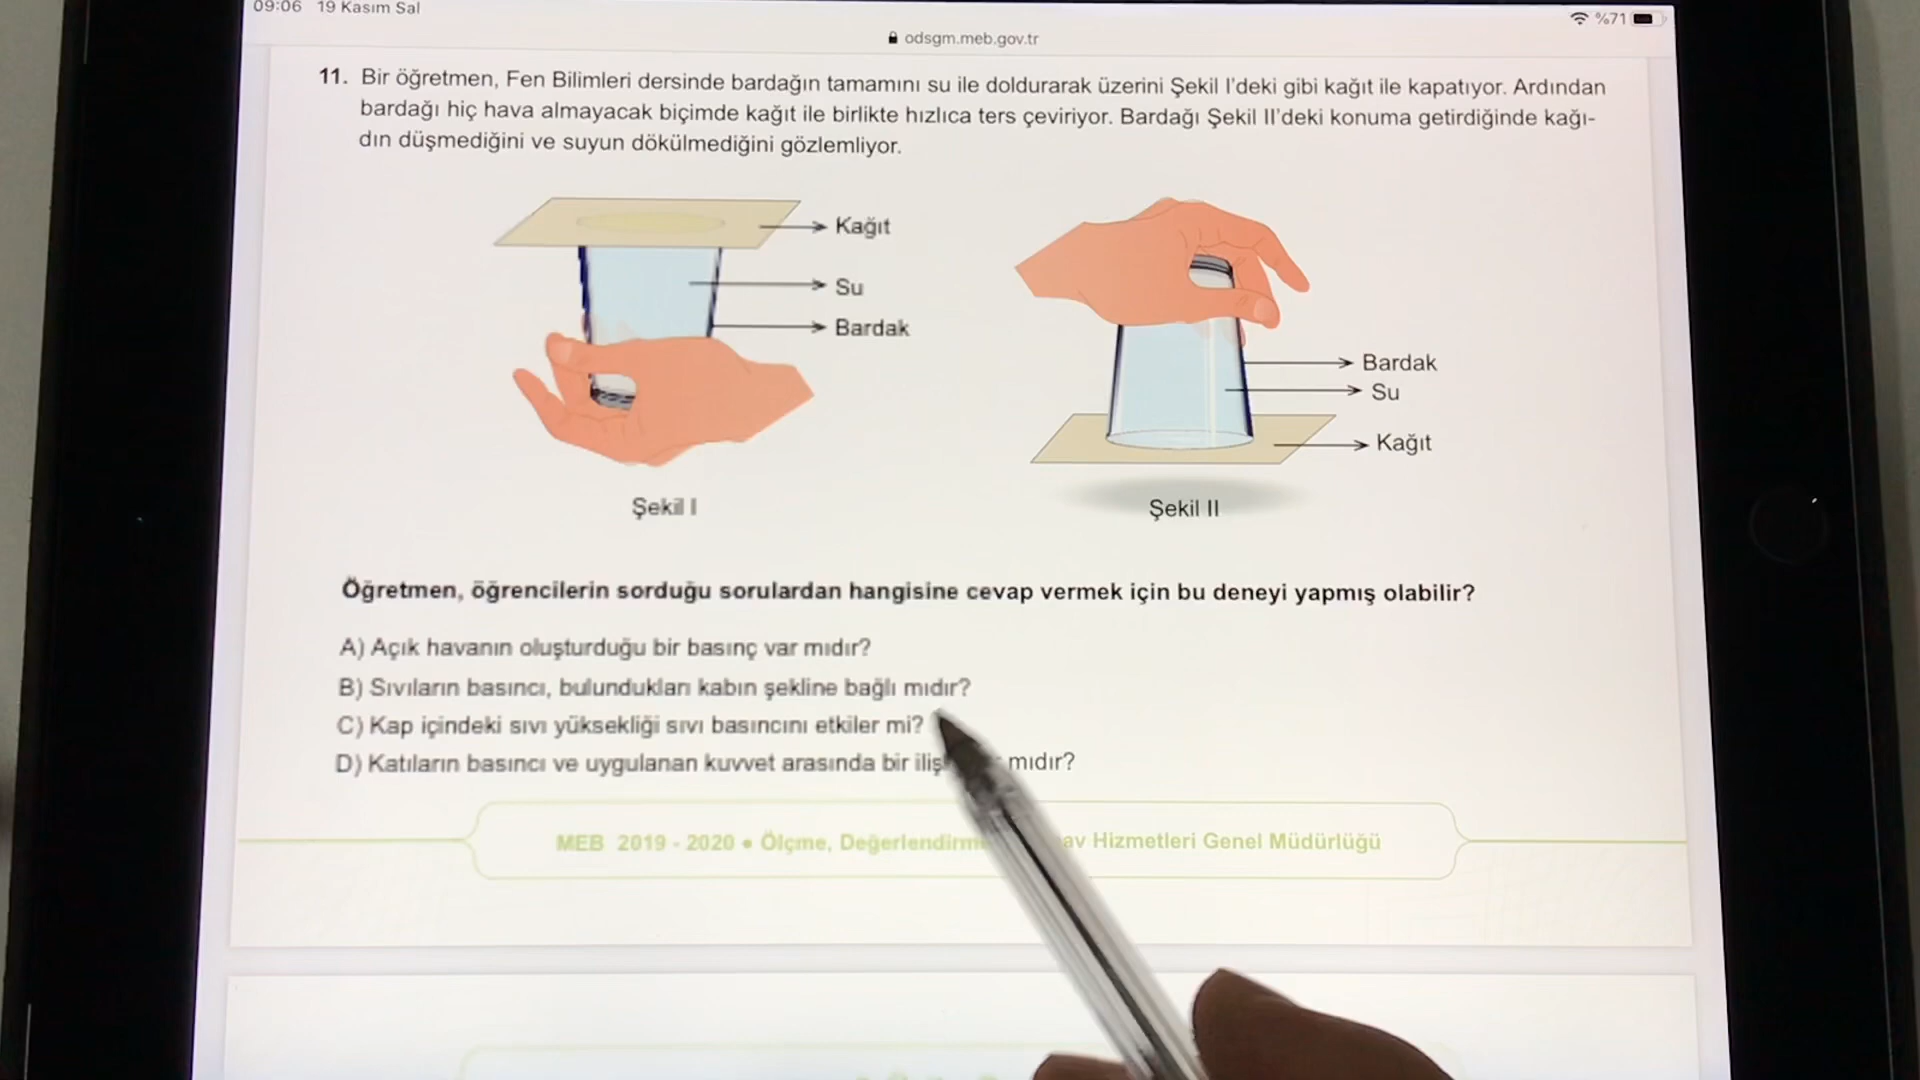 09:06 19 Kasım Sal
%71
odsgm.meb.gov.tr
11. Bir öğretmen, Fen Bilimleri dersinde bardağın tamamını su ile doldurarak üzerini Şekil I'deki gibi kağıt ile kapatıyor. Ardından
bardağı hiç hava almayacak biçimde kağıt ile birlikte hızlıca ters çeviriyor. Bardağı Şekil II'deki konuma getirdiğinde kağı-
dın düşmediğini ve suyun dökülmediğini gözlemliyor.
Kağıt
Su
Bardak
Şekil I
Bardak
Su
Kağıt
Şekil II
Öğretmen, öğrencilerin sorduğu sorulardan hangisine cevap vermek için bu deneyi yapmış olabilir?
A) Açık havanın oluşturduğu bir basınç var mıdır?
B) Sıvıların basıncı, bulundukları kabın şekline bağlı mıdır?
C) Kap içindeki sıvı yüksekliği sıvı basıncını etkiler mi?
D) Katıların basıncı ve uygulanan kuvvet arasında bir mıdır?
MEB 2019 - 2020 • Ölçme, Hizmetleri Genel Müdürlüğü